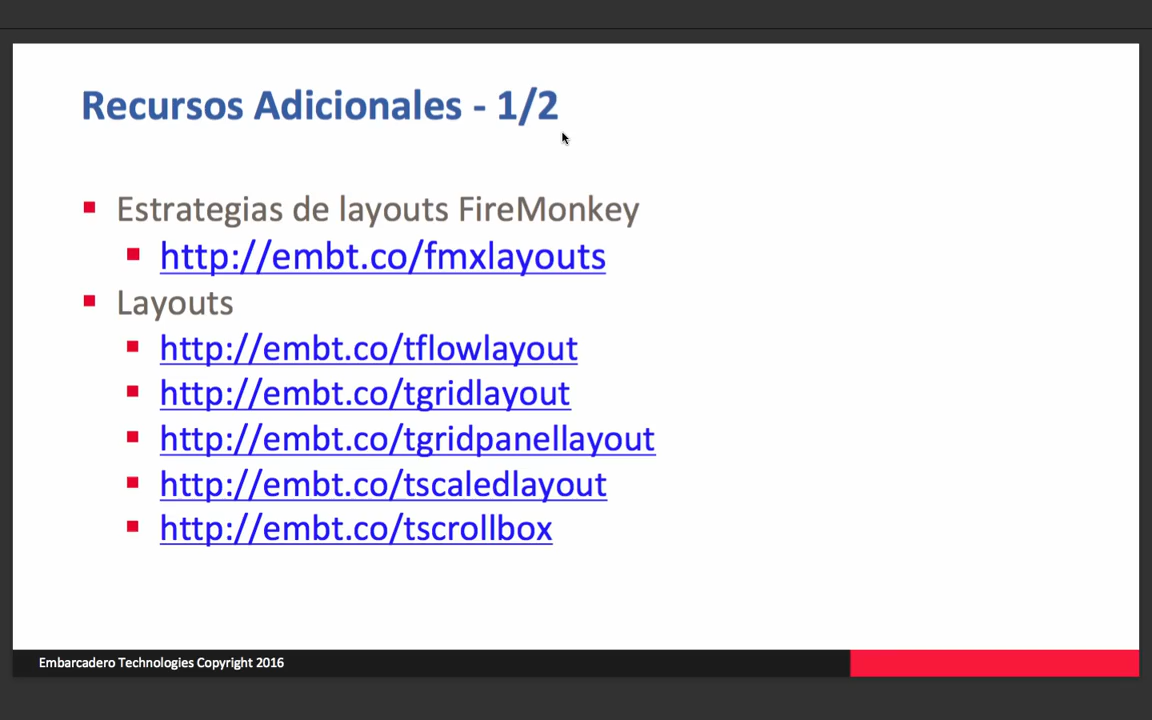 Recursos Adicionales - 1/2
Estrategias de layouts FireMonkey
http://embt.co/fmxlayouts
Layouts
http://embt.co/tflowlayout
http://embt.co/tgridlayout
http://embt.co/tgridpanellayout
http://embt.co/tscaledlayout
http://embt.co/tscrollbox
Embarcadero Technologies Copyright 2016